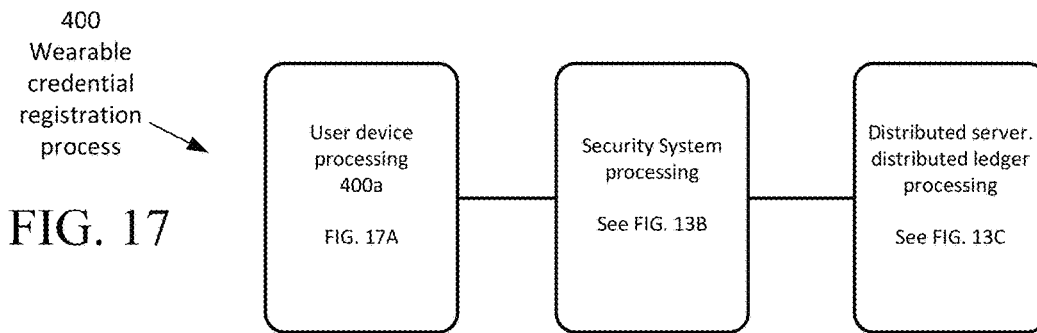 400
Wearable
credential
registration
process
FIG. 17
User device
processing
400a
FIG. 17A
Security System
processing
See FIG. 13B
Distributed server.
distributed ledger
processing
See FIG. 13C